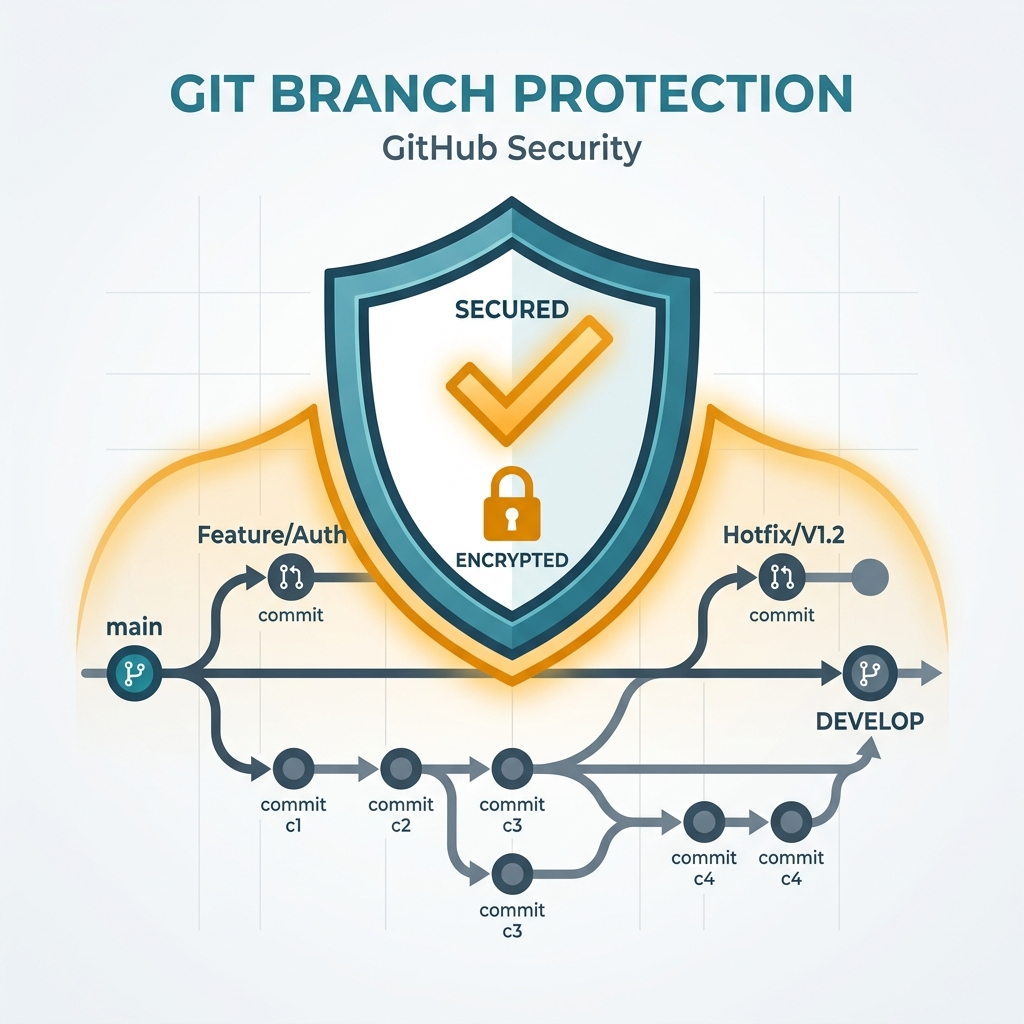 GIT BRANCH PROTECTION
GitHub Security
SECURED
ENCRYPTED
Feature/Auth
commit
Hotfix/V1.2
commit
main
DEVELOP
commit
c1
commit
c2
commit
c3
commit
c3
commit
c4
commit
c4